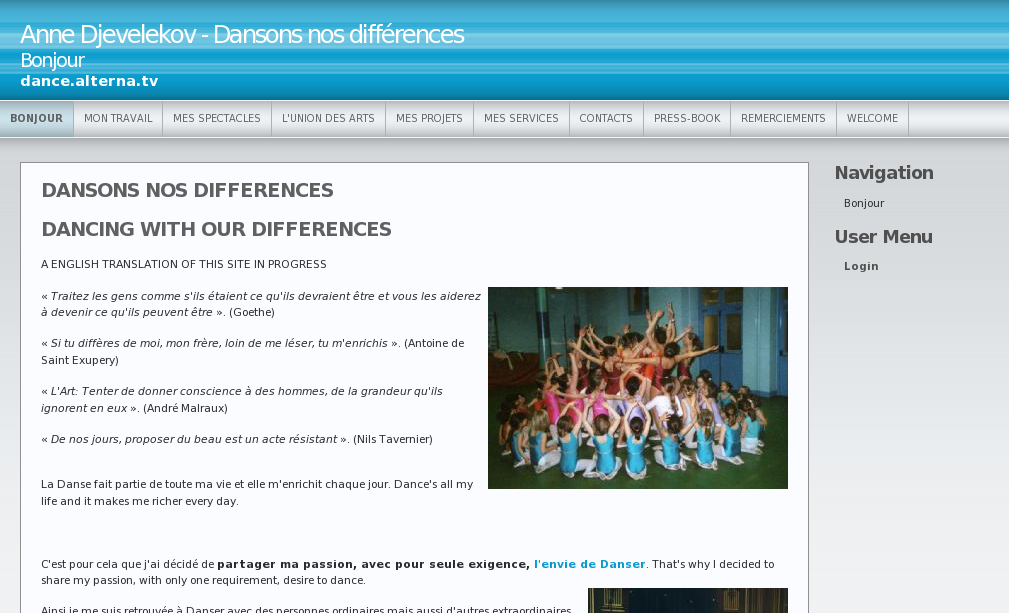 Anne Djevelekov - Dansons nos différences
Bonjour
dance.alterna.tv
BONJOUR MON TRAVAIL MES SPECTACLES L'UNION DES ARTS MES PROJETS MES SERVICES CONTACTS PRESS-BOOK REMERCIEMENTS WELCOME
DANSONS NOS DIFFERENCES
DANCING WITH OUR DIFFERENCES
A ENGLISH TRANSLATION OF THIS SITE IN PROGRESS
« Traitez les gens comme s'ils étaient ce qu'ils devraient être et vous les aiderez
à devenir ce qu'ils peuvent être ». (Goethe)
« Si tu diffères de moi, mon frère, loin de me léser, tu m'enrichis ». (Antoine de
Saint Exupery)
« L'Art: Tenter de donner conscience à des hommes, de la grandeur qu'ils
ignorent en eux ». (André Malraux)
« De nos jours, proposer du beau est un acte résistant ». (Nils Tavernier)
La Danse fait partie de toute ma vie et elle m'enrichit chaque jour. Dance's all my
life and it makes me richer every day.
C'est pour cela que j'ai décidé de partager ma passion, avec pour seule exigence, l'envie de Danser. That's why I decided to
share my passion, with only one requirement, desire to dance.
Ainsi je me suis retrouvée à Danser avec des personnes ordinaires mais aussi d'autres extraordinaires
Navigation
Bonjour
User Menu
Login